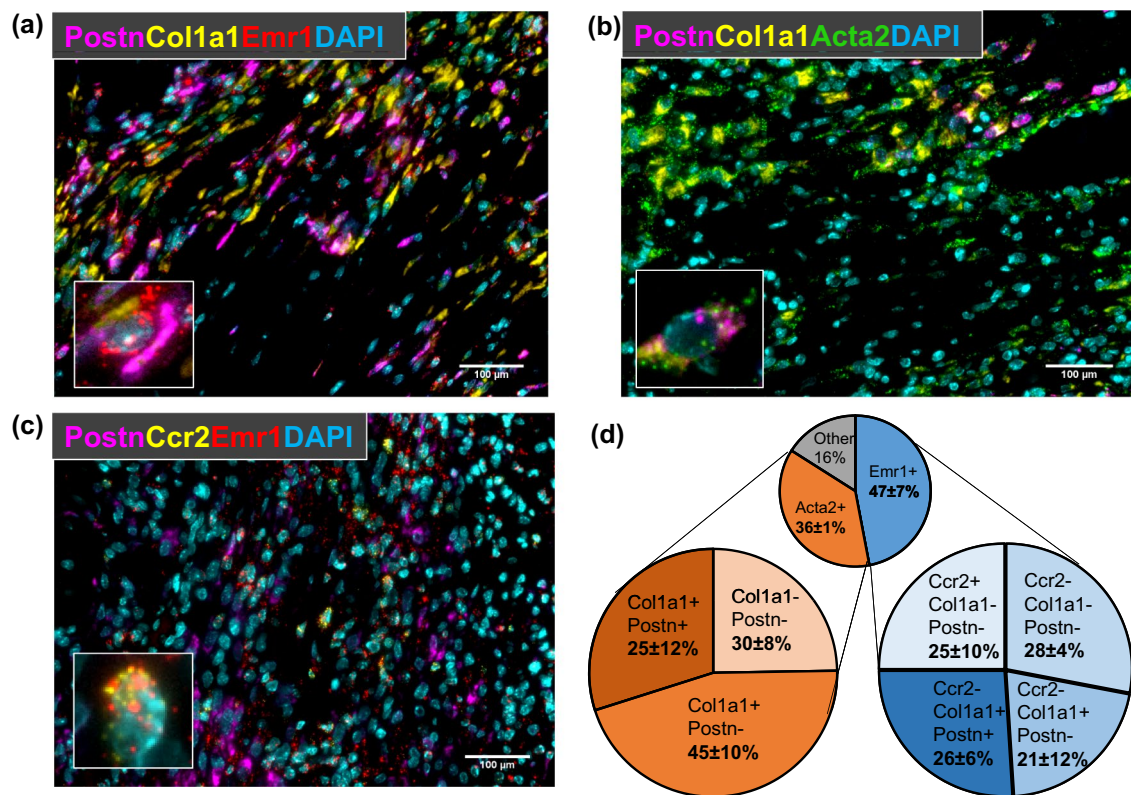 (a)
PostnCol1a1Emr1DAPI
100 µm
(b)
PostnCol1a1Acta2DAPI
100 µm
(c)
PostnCcr2Emr1DAPI
100 µm
(d)
Other
16%
Emr1+
47±7%
Acta2+
36±1%
Col1a1+
Postn+
25±12%
Col1a1-
Postn-
30±8%
Col1a1+
Postn-
45±10%
Ccr2+
Col1a1-
Postn-
25±10%
Ccr2-
Col1a1-
Postn-
28±4%
Ccr2-
Col1a1+
Postn+
26±6%
Ccr2-
Col1a1+
Postn-
21±12%